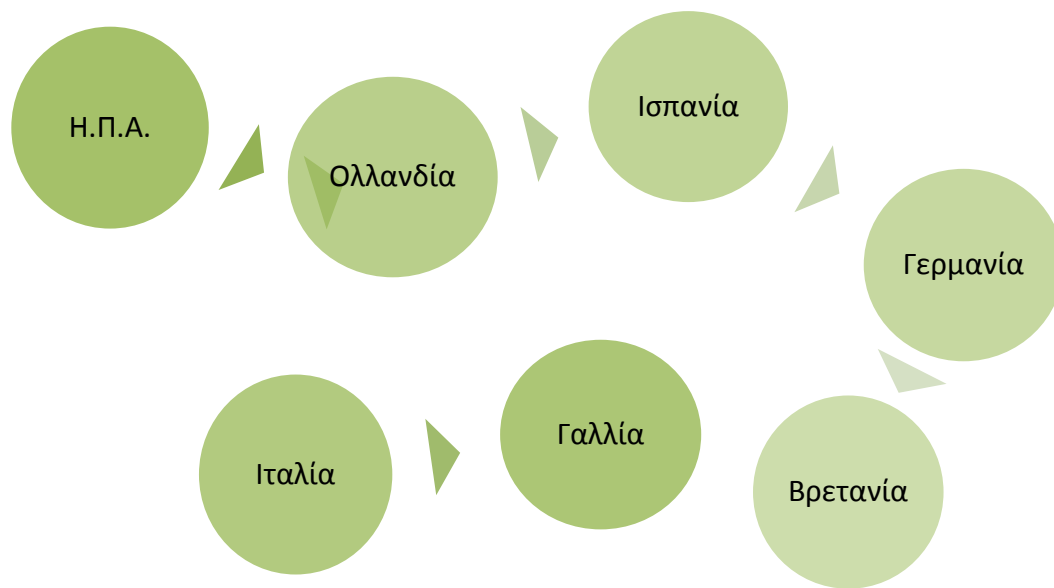 Η.Π.Α.
Ολλανδία
Ισπανία
Γερμανία
Ιταλία
Γαλλία
Βρετανία